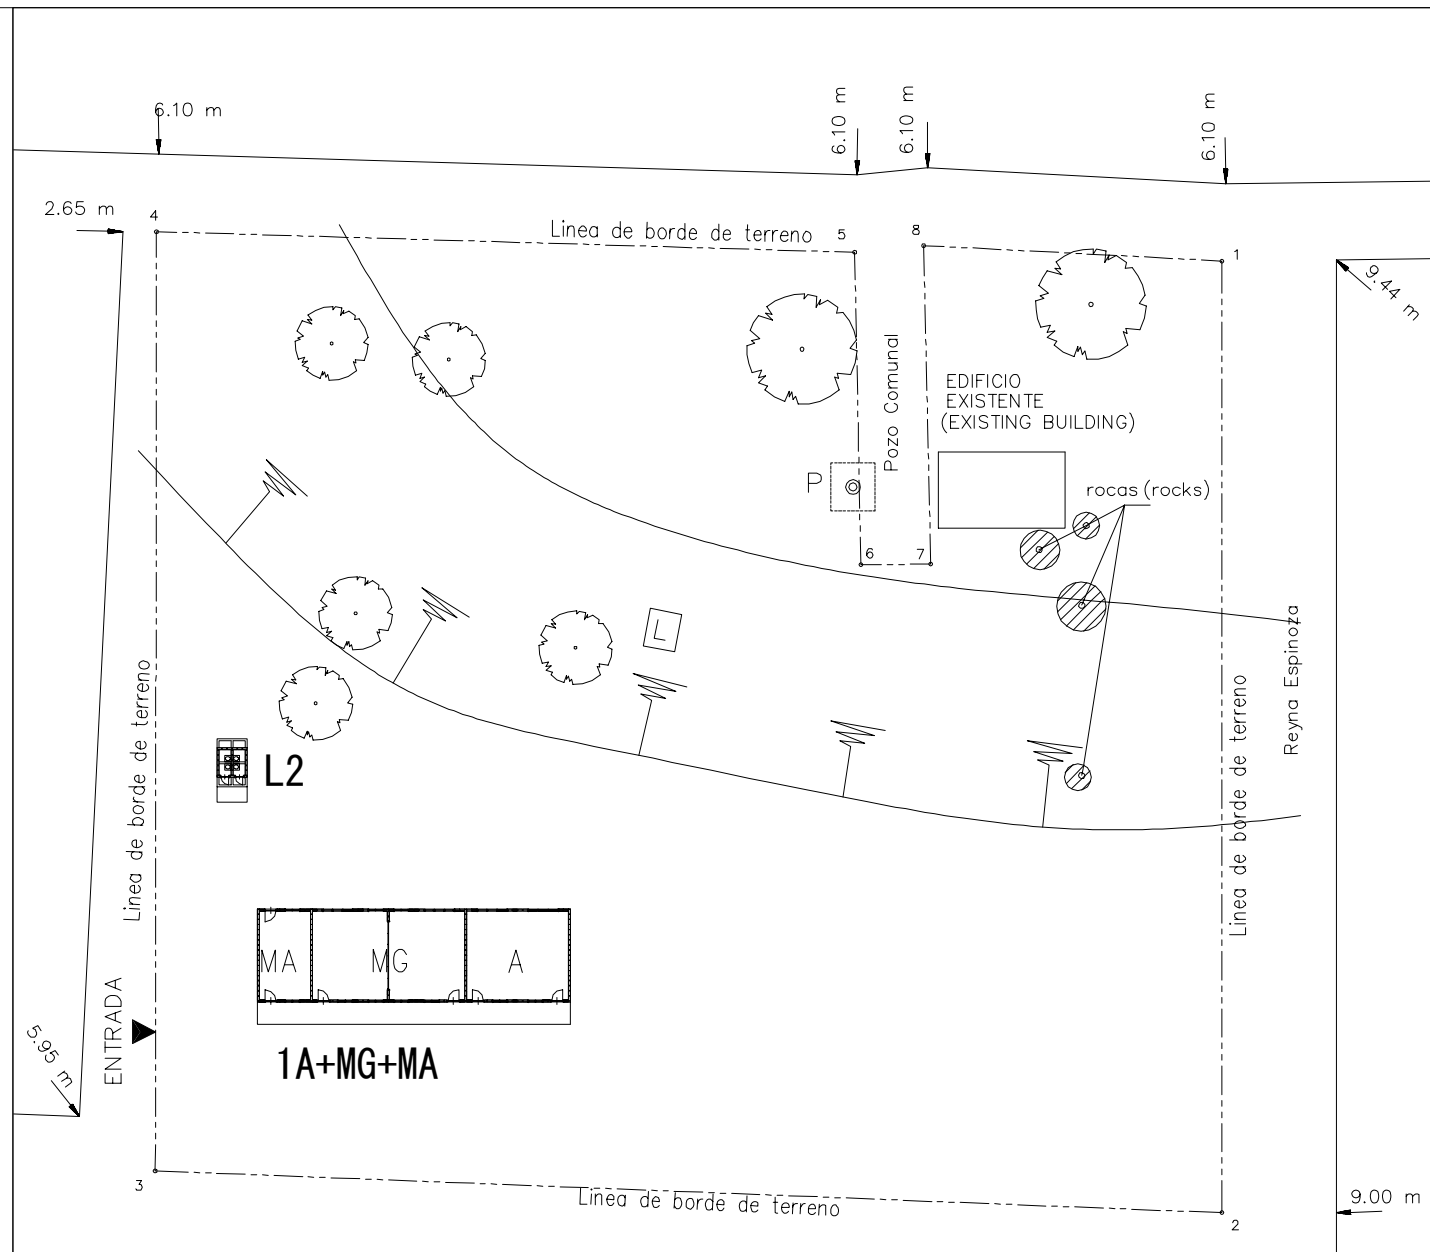 6.10 m
6.10 m
6.10 m
6.10 m
2.65 m
4
Linea de borde de terreno
5
8
1
9.44 m
Pozo Comunal
EDIFICIO
EXISTENTE
(EXISTING BUILDING)
P
rocas (rocks)
6
7
L
Reyna Espinoza
Linea de borde de terreno
Linea de borde de terreno
L2
MA
MG
A
ENTRADA
5.95 m
1A+MG+MA
3
Linea de borde de terreno
9.00 m
2